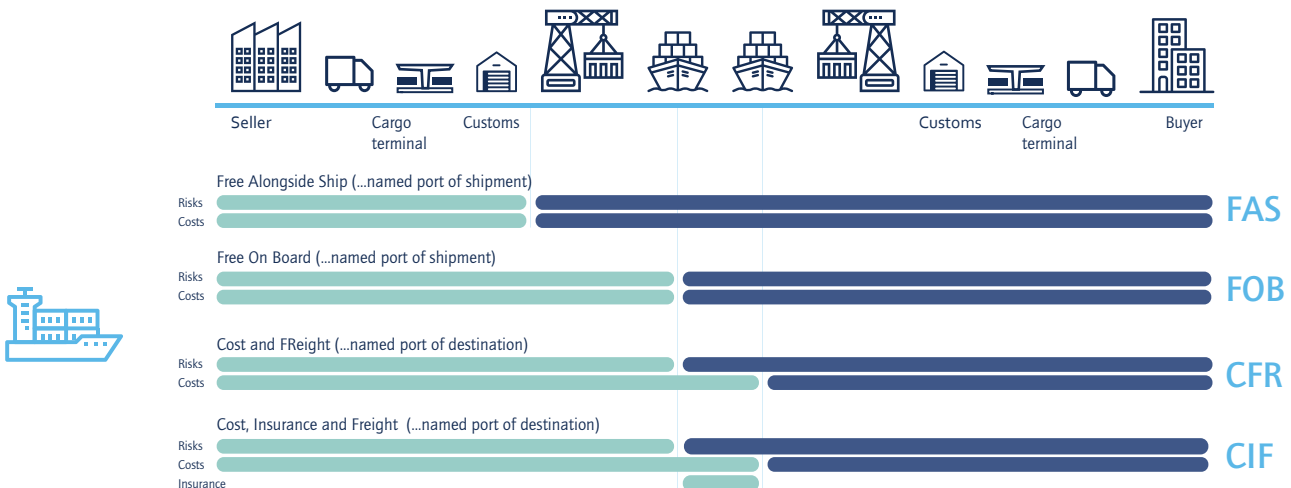 Seller
Cargo
terminal
Customs
Customs
Cargo
terminal
Buyer
Free Alongside Ship (...named port of shipment)
Risks
Costs
FAS
Free On Board (...named port of shipment)
Risks
Costs
FOB
Cost and FReight (...named port of destination)
Risks
Costs
CFR
Cost, Insurance and Freight (...named port of destination)
Risks
Costs
Insurance
CIF